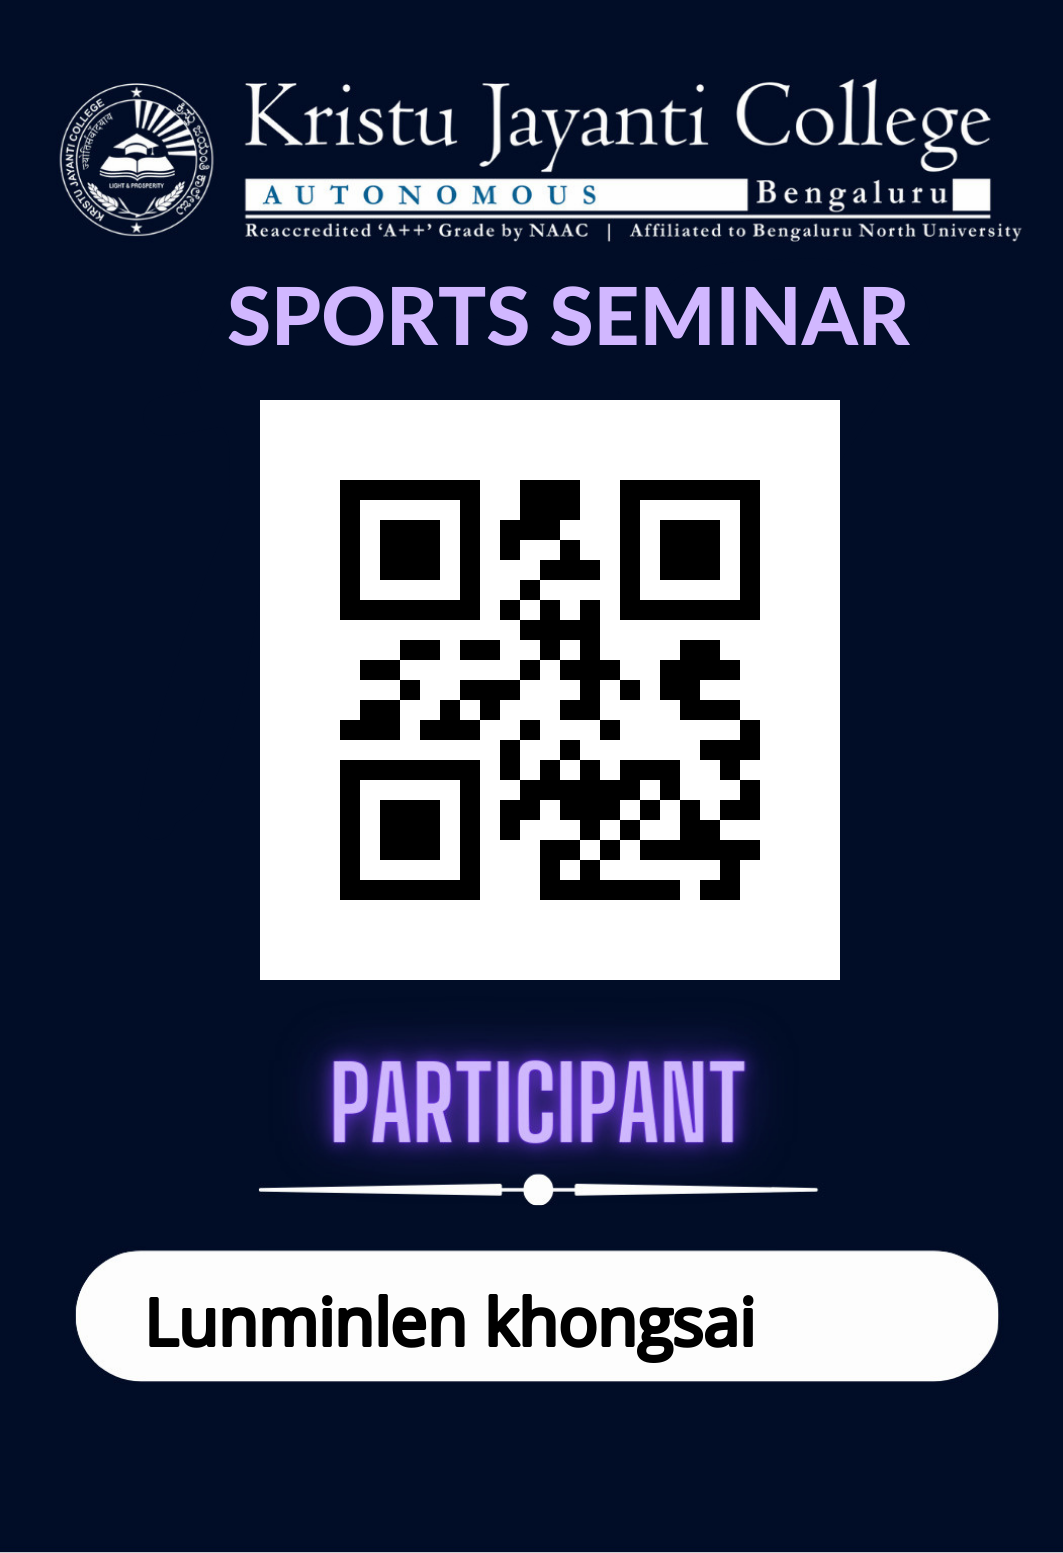 KRISTU JAYANTI COLLEGE
LIGHT & PROSPERITY
Kristu Jayanti College
AUTONOMOUS Bengaluru
Reaccredited ‘A++’ Grade by NAAC | Affiliated to Bengaluru North University
SPORTS SEMINAR
PARTICIPANT
Lunminlen khongsai